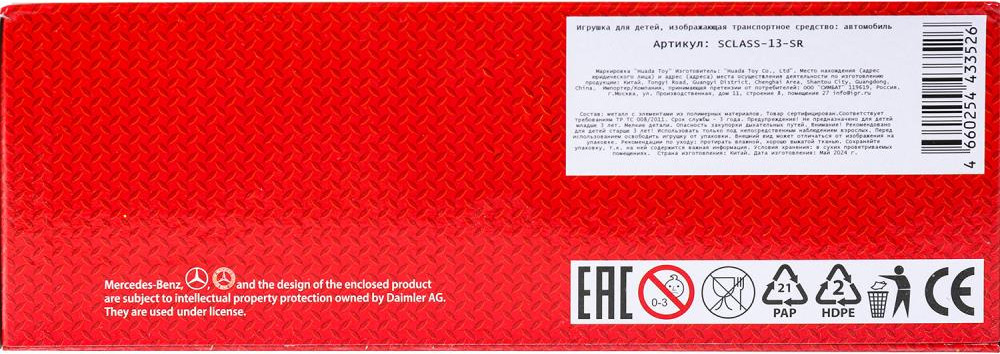 Игрушка для детей, изображающая транспортное средство: автомобиль
Артикул: SCLASS-13-SR
Маркировка "Huada Toy" Изготовитель: "Huada Toy Co., Ltd". Место нахождения (адрес
юридического лица) и адрес (адреса) места осуществления деятельности по изготовлению
продукции: Китай, Tongyi Road, Guangyi District, Chenghai Area, Shantou City, Guangdong,
China. Импортер/Компания, принимающая претензии от потребителей: ООО "СИМБАТ" 119619, Россия,
г.Москва, ул. Производственная, дом 11, строение А, помещение 27 info@igr.ru
Состав: металл с элементами из полимерных материалов. Товар сертифицирован.Соответствует
требованиям ТР ТС 008/2011. Срок службы - 3 года. Предупреждение! Не предназначено для детей
младше 3 лет. Мелкие детали. Опасность закупорки дыхательных путей. Внимание! Рекомендовано
для детей старше 3 лет! Использовать только под непосредственным наблюдением взрослых. Перед
использованием освободить игрушку от упаковки. Внешний вид может отличаться от изображения на
упаковке. Рекомендации по уходу: протирать влажной, хорошо выжатой тканью. Сохраняйте
упаковку, т.к. на ней содержится важная информация. Условия хранения: в сухих проветриваемых
помещениях. Страна изготовления: Китай. Дата изготовления: Май 2024 г.
4 660254 433526
Mercedes-Benz, and the design of the enclosed product
are subject to intellectual property protection owned by Daimler AG.
They are used under license.
EAC
0-3
21
PAP
2
HDPE
CE